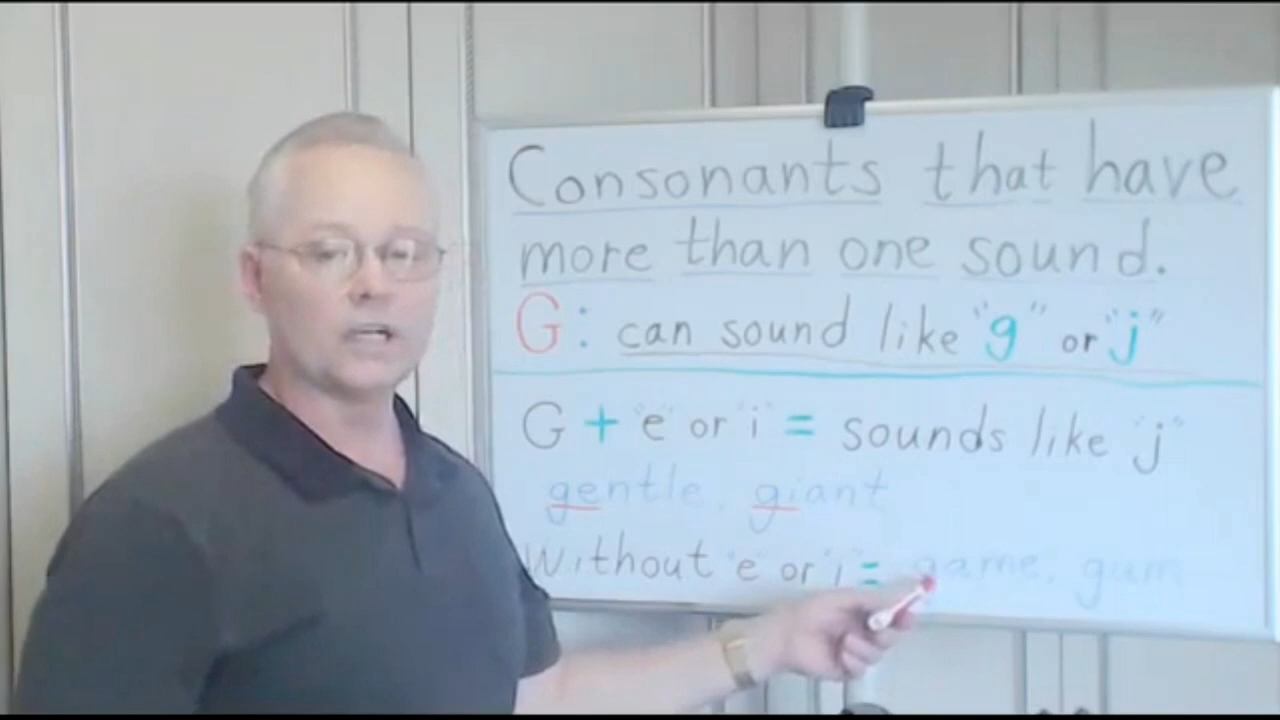 Consonants that have
more than one sound.
G: can sound like "g" or "j"
G + "e" or "i" = sounds like "j"
gentle, giant
Without "e" or "i" = game, gum